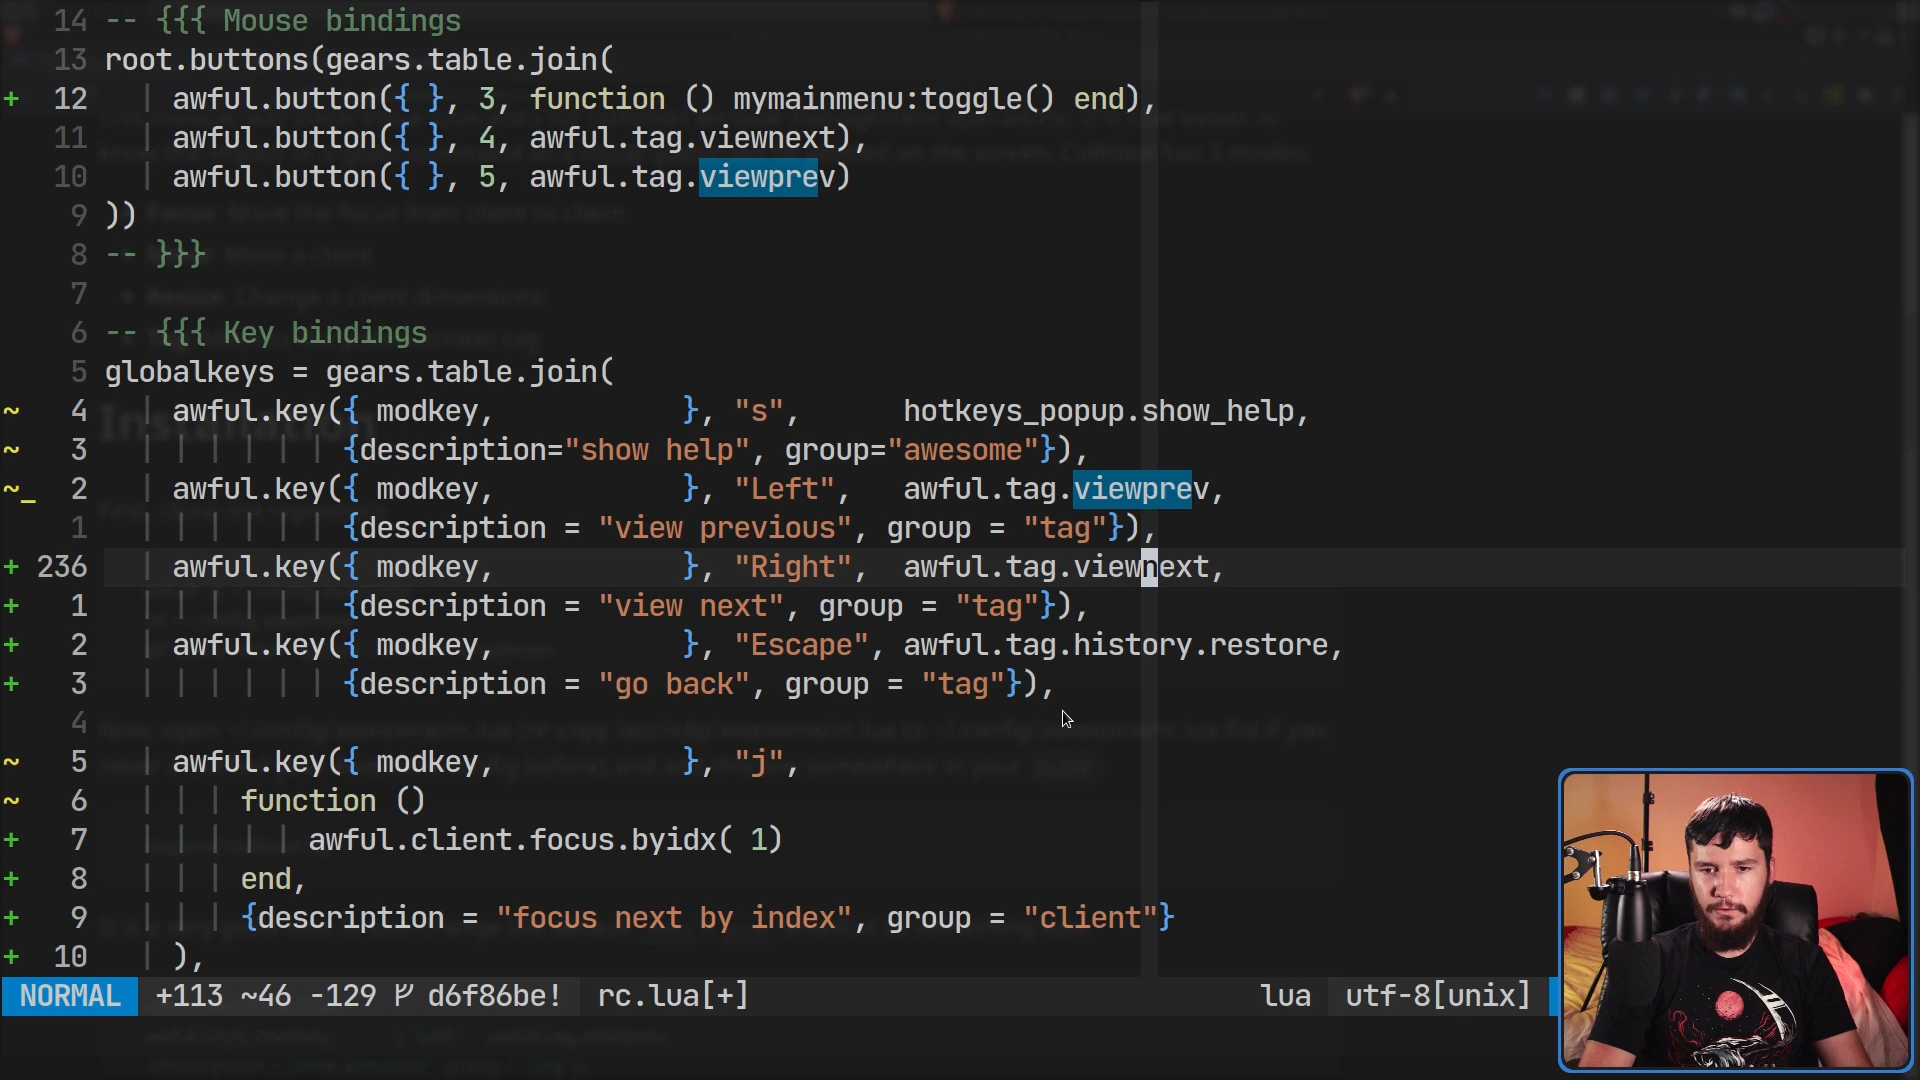 14 -- {{{ Mouse bindings
13 root.buttons(gears.table.join(
+ 12 awful.button({ }, 3, function () mymainmenu:toggle() end),
11 awful.button({ }, 4, awful.tag.viewnext),
10 awful.button({ }, 5, awful.tag.viewprev)
9 ))
8 -- }}}
7
6 -- {{{ Key bindings
5 globalkeys = gears.table.join(
~ 4 awful.key({ modkey,           }, "s",      hotkeys_popup.show_help,
~ 3 {description="show help", group="awesome"}),
~_ 2 awful.key({ modkey,           }, "Left",   awful.tag.viewprev,
1 {description = "view previous", group = "tag"}),
+ 236 awful.key({ modkey,           }, "Right",  awful.tag.viewnext,
+ 1 {description = "view next", group = "tag"}),
+ 2 awful.key({ modkey,           }, "Escape", awful.tag.history.restore,
+ 3 {description = "go back", group = "tag"}),
4
~ 5 awful.key({ modkey,           }, "j",
~ 6 function ()
+ 7 awful.client.focus.byidx( 1)
+ 8 end,
+ 9 {description = "focus next by index", group = "client"}
+ 10 ),
NORMAL +113 ~46 -129 d6f86be! rc.lua[+] lua utf-8[unix]